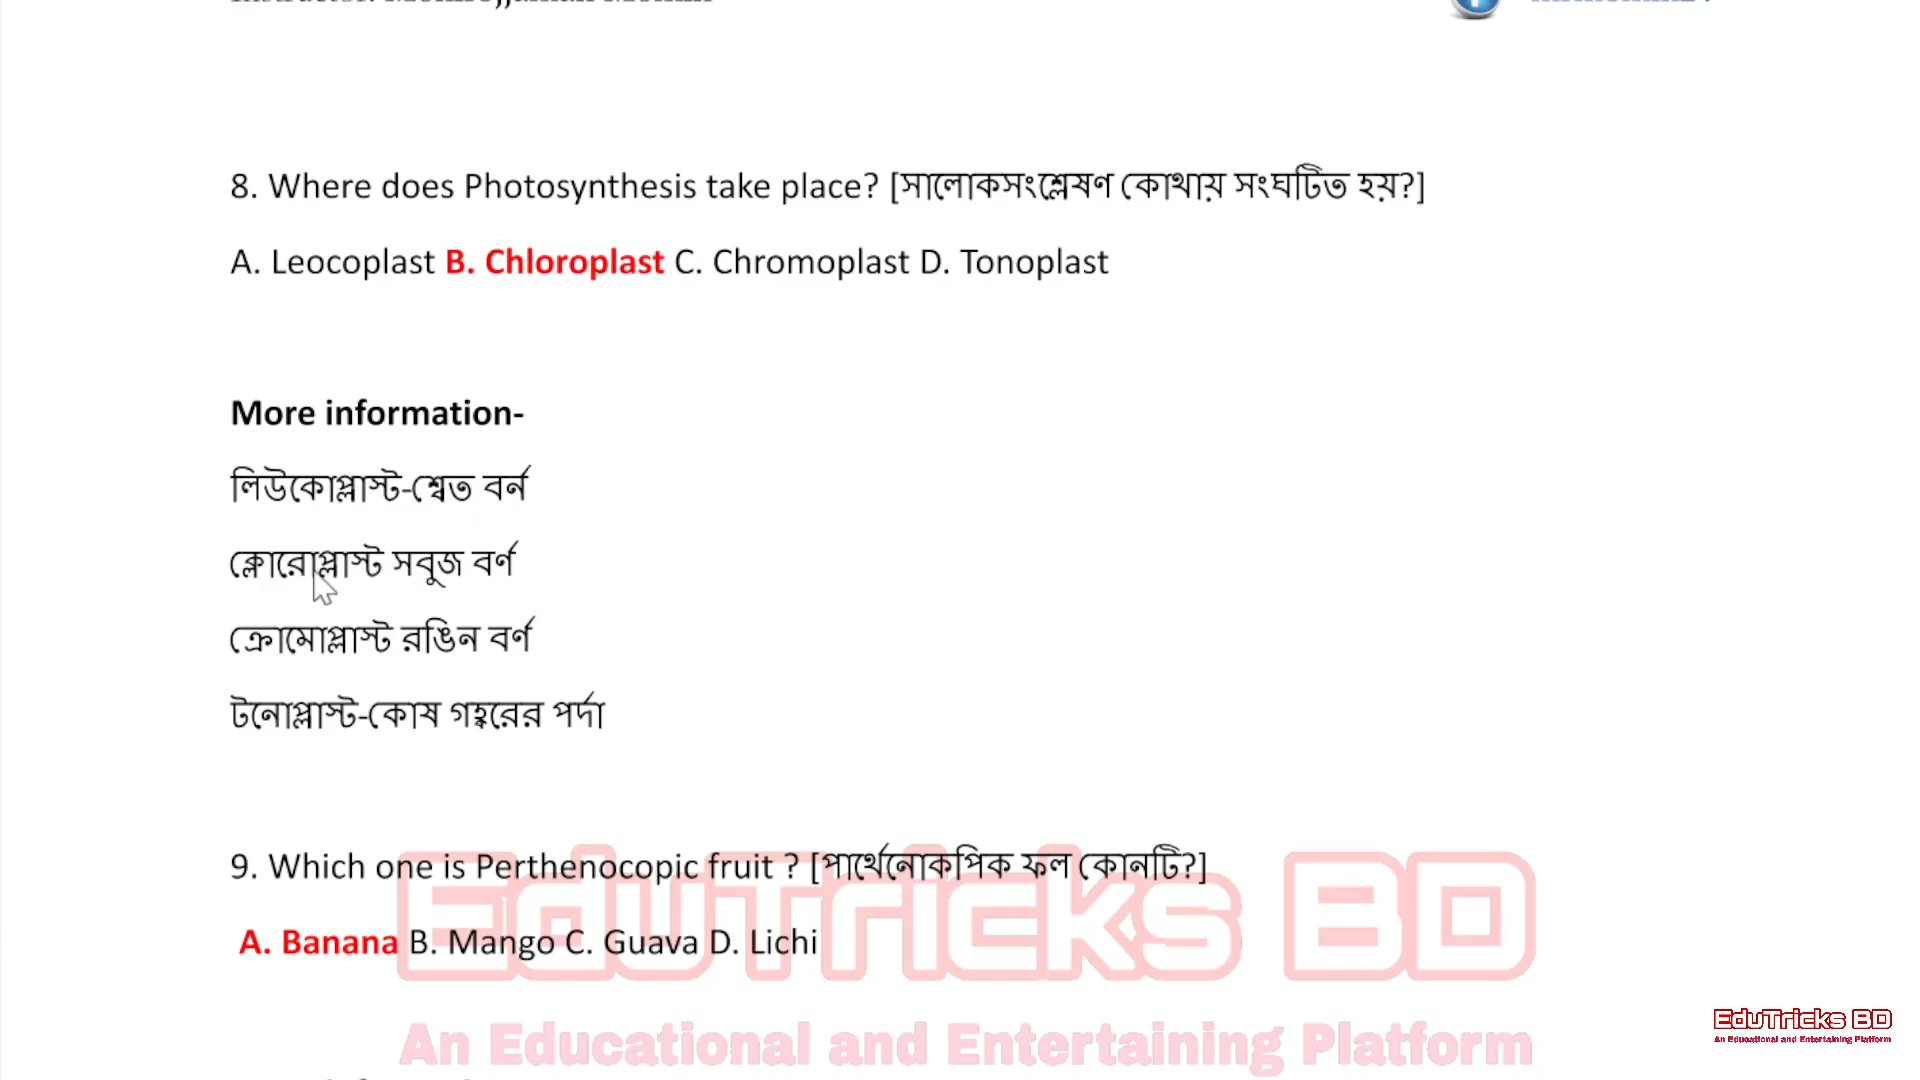 8. Where does Photosynthesis take place? [সালোকসংশ্লেষণ কোথায় সংঘটিত হয়?]
A. Leocoplast B. Chloroplast C. Chromoplast D. Tonoplast
More information-
লিউকোপ্লাস্ট-শ্বেত বর্ন
ক্লোরোপ্লাস্ট সবুজ বর্ণ
ক্রোমোপ্লাস্ট রঙিন বর্ণ
টনোপ্লাস্ট-কোষ গহ্বরের পর্দা
9. Which one is Perthenocopic fruit ? [পার্থেনোকপিক ফল কোনটি?]
A. Banana B. Mango C. Guava D. Lichi
EduTricks BD
An Educational and Entertaining Platform
EduTricks BD
An Educational and Entertaining Platform